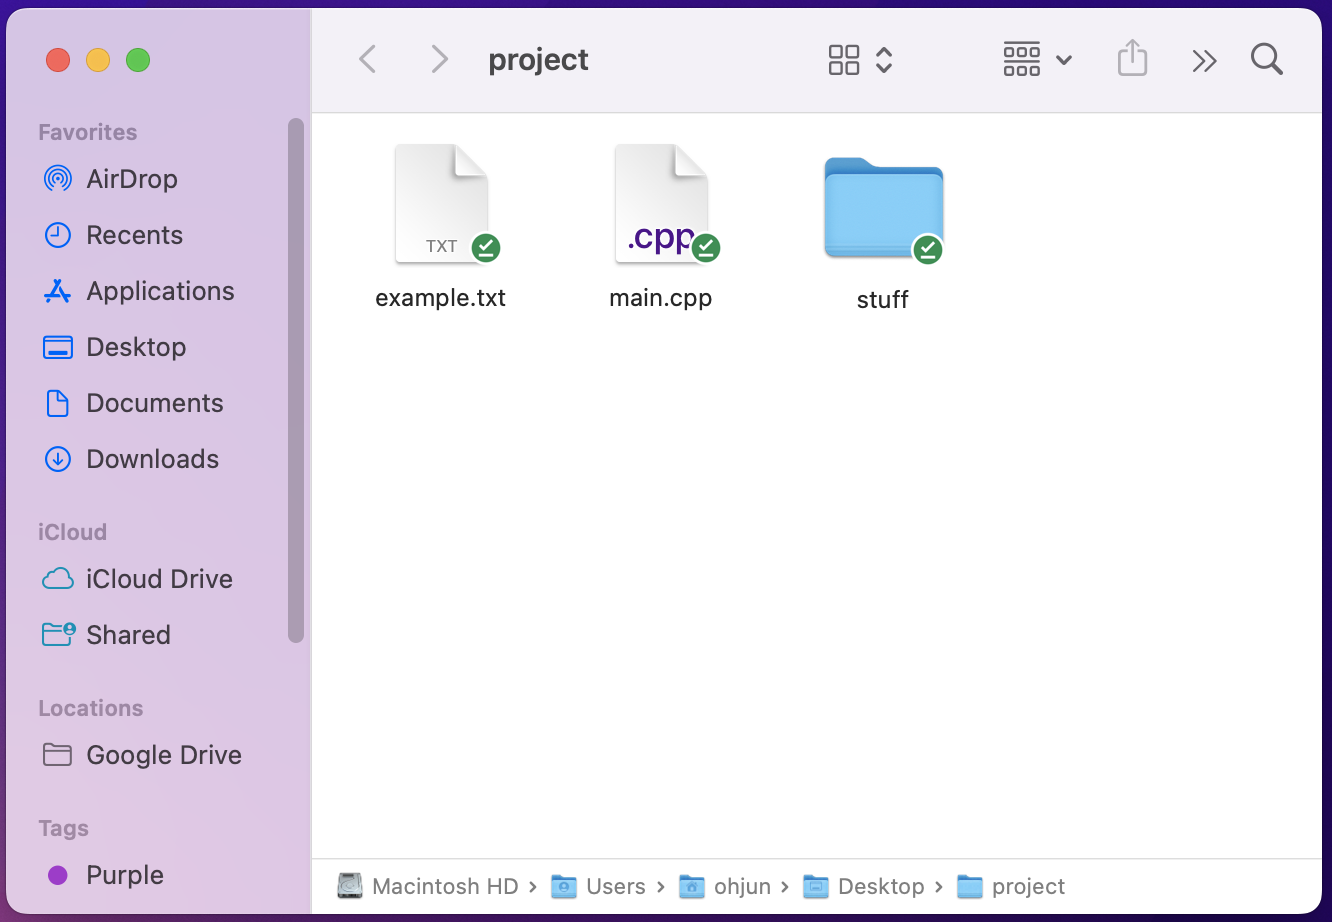 project
Favorites
AirDrop
Recents
Applications
Desktop
Documents
Downloads
iCloud
iCloud Drive
Shared
Locations
Google Drive
Tags
Purple
TXT
.cpp
example.txt
main.cpp
stuff
Macintosh HD › Users › ohjun › Desktop › project